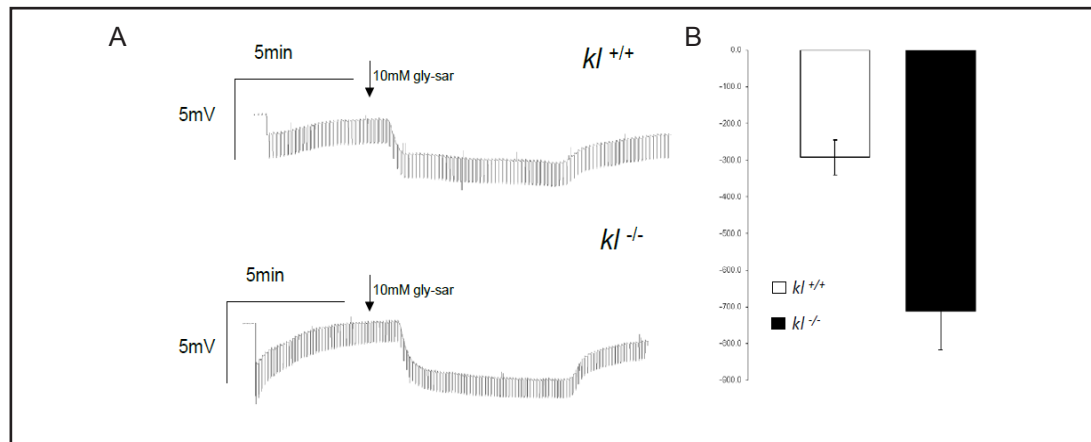 A
5min
10mM gly-sar
kl +/+
5mV
kl -/-
5min
10mM gly-sar
5mV
B
0.0
-100.0
-200.0
-300.0
-400.0
-500.0
-600.0
-700.0
-800.0
-900.0
kl +/+
kl -/-